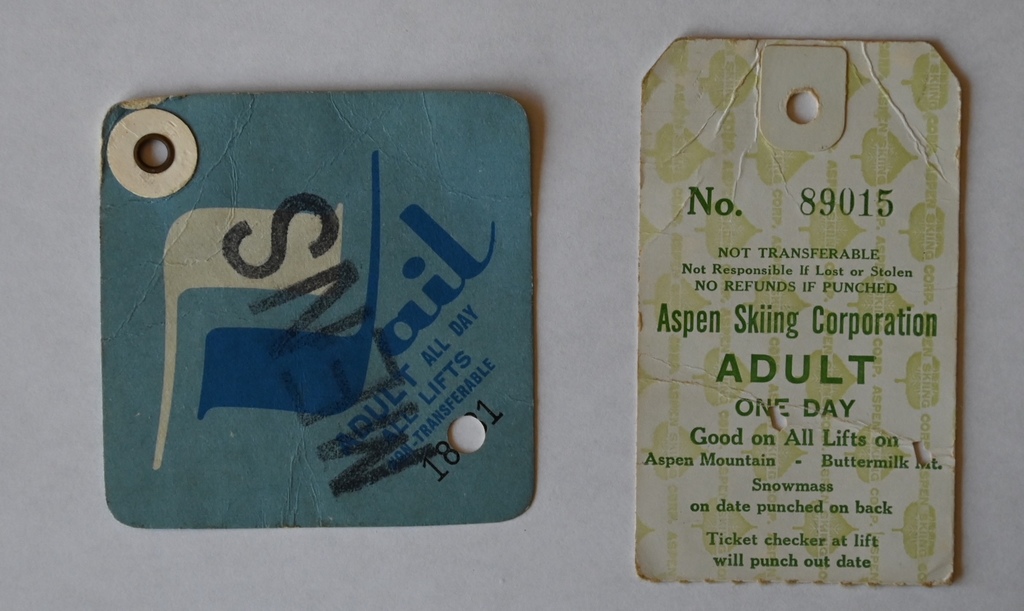 Vail
ADULT ALL DAY
ALL LIFTS
NON-TRANSFERABLE
No. 89015
NOT TRANSFERABLE
Not Responsible If Lost or Stolen
NO REFUNDS IF PUNCHED
Aspen Skiing Corporation
ADULT
ONE DAY
Good on All Lifts on
Aspen Mountain - Buttermilk Mt.
Snowmass
on date punched on back
Ticket checker at lift
will punch out date